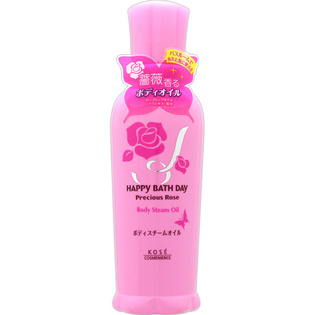 薔薇香る
ボディオイル
HAPPY BATH DAY
Precious Rose
Body Steam Oil
ボディスチームオイル
KOSÉ
COSMENIENCE